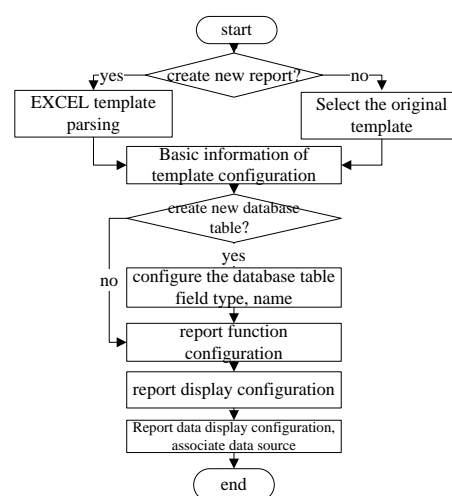 start
create new report?
yes
no
EXCEL template
parsing
Select the original
template
Basic information of
template configuration
create new database
table?
yes
no
configure the database table
field type, name
report function
configuration
report display configuration
Report data display configuration,
associate data source
end